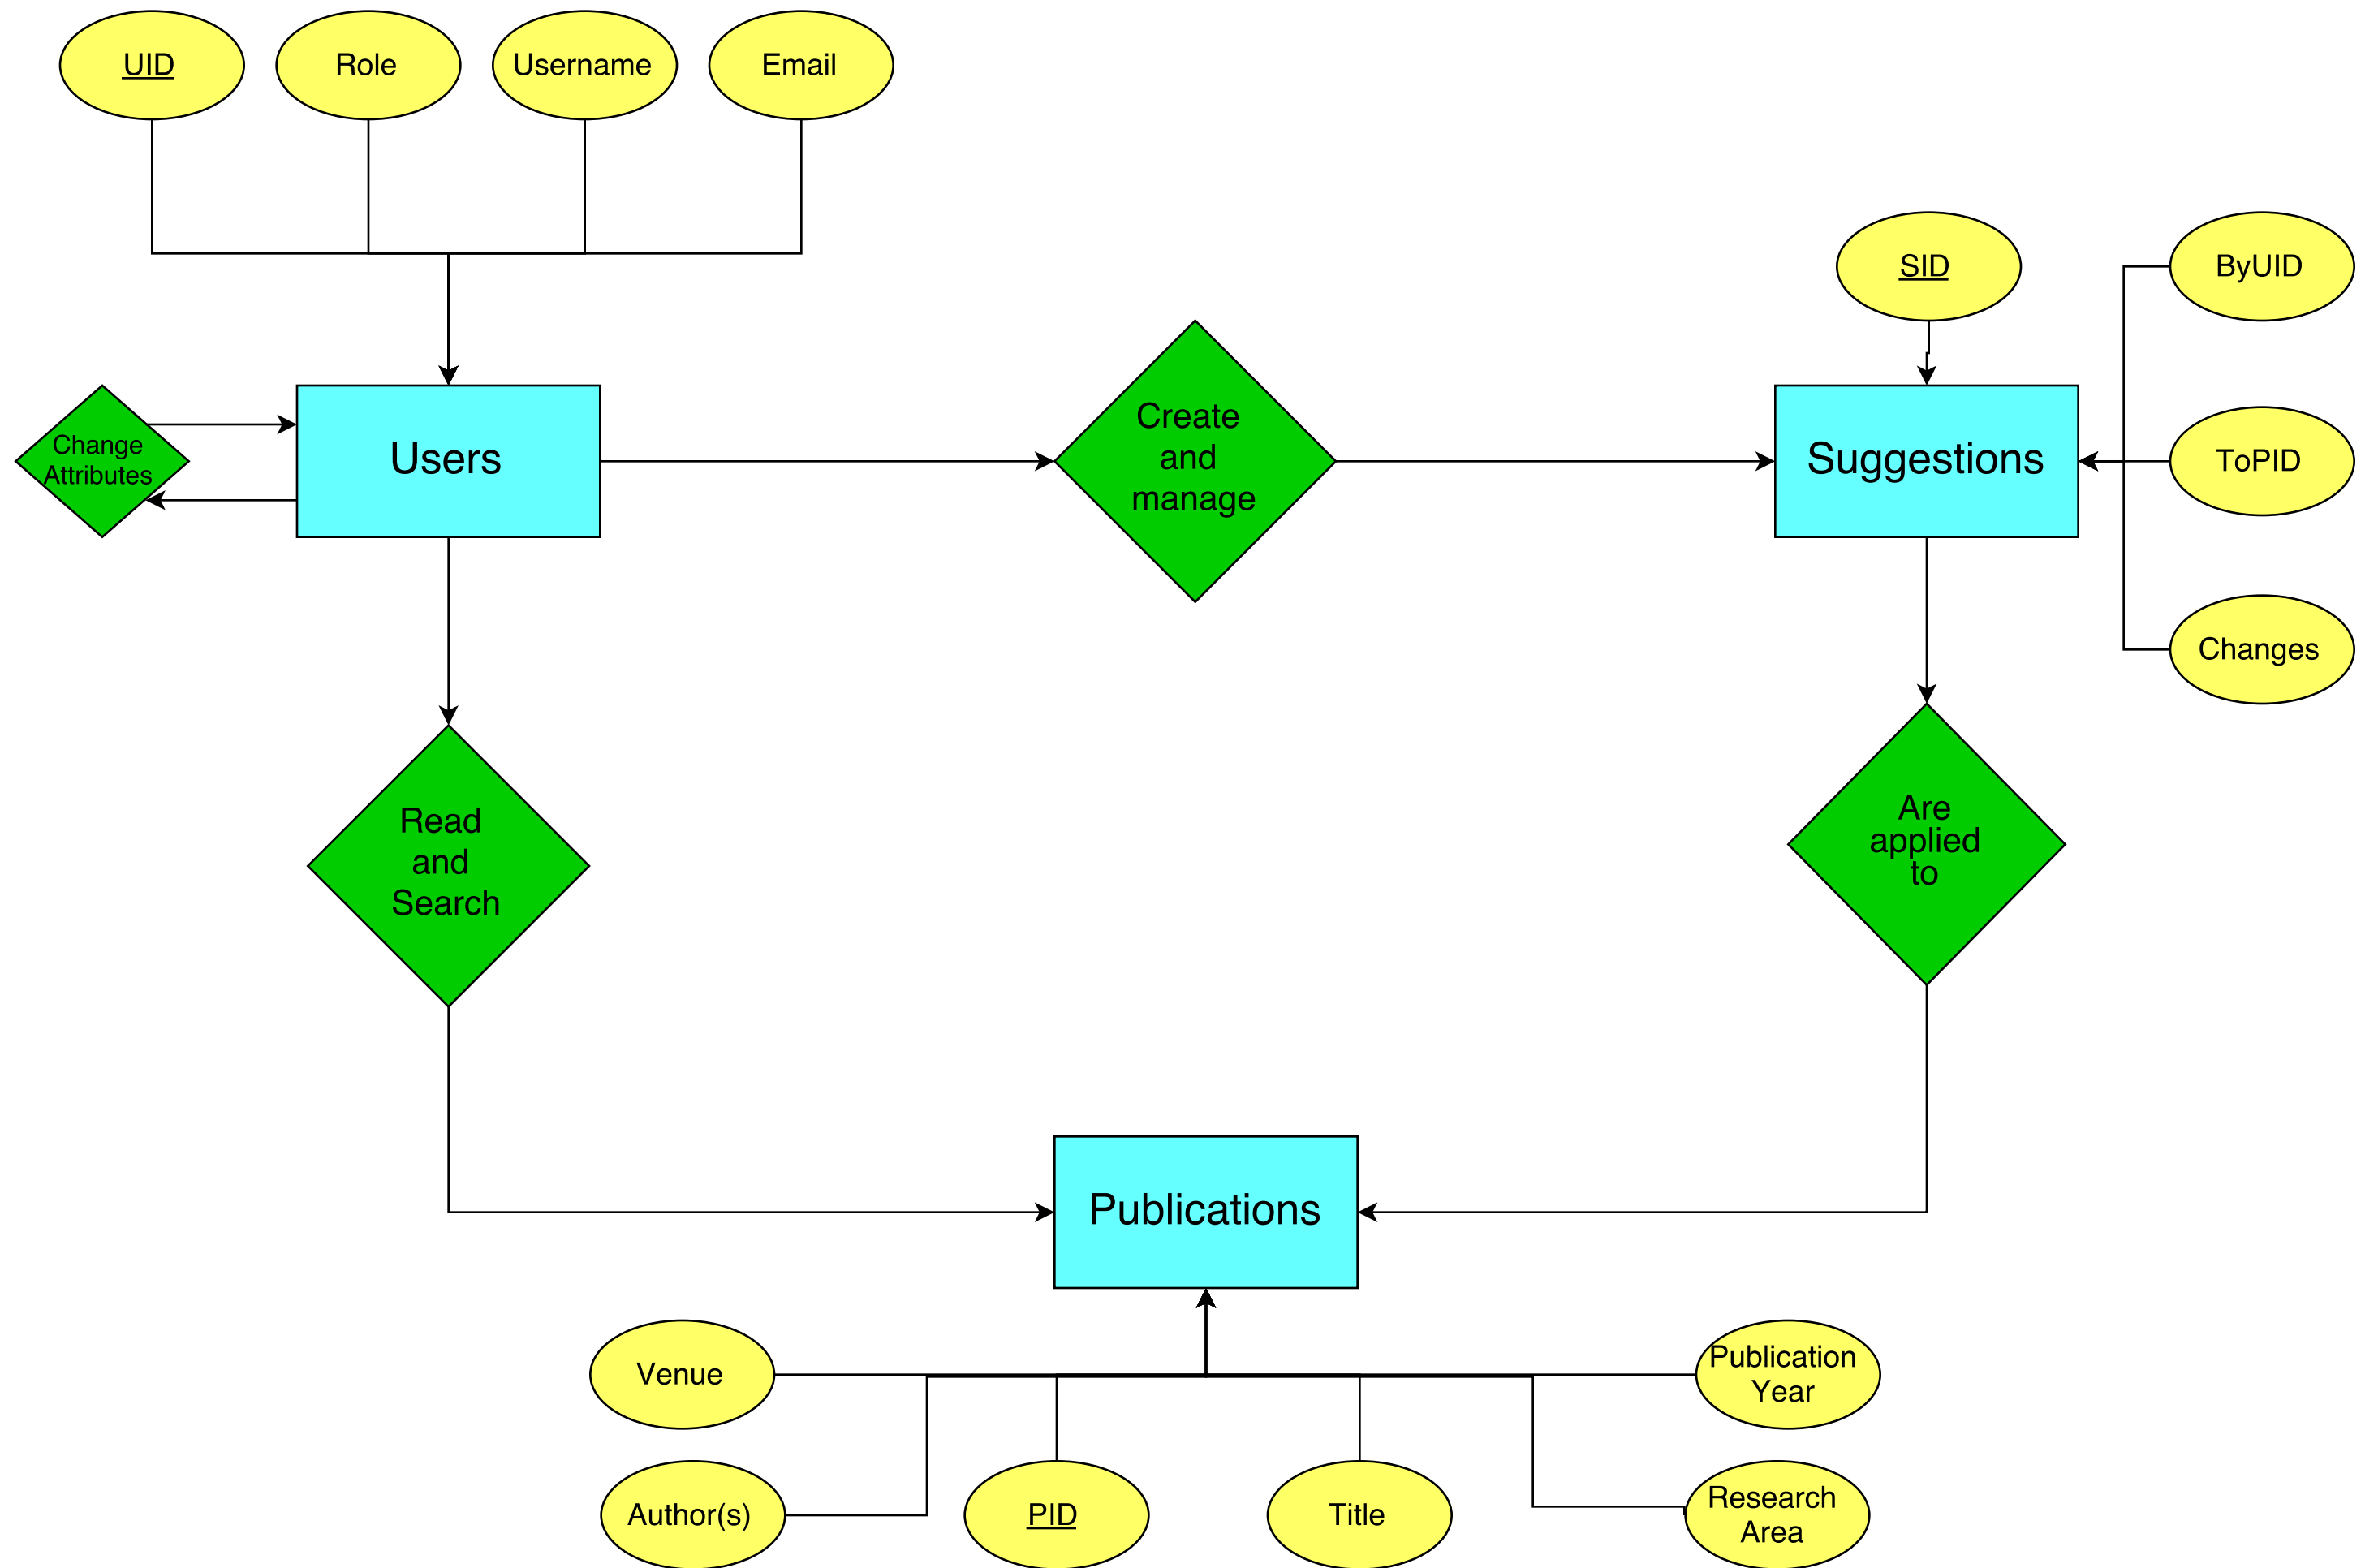 UID
Role
Username
Email
SID
ByUID
Create
and
manage
Change
Attributes
Users
Suggestions
ToPID
Changes
Read
and
Search
Are
applied
to
Publications
Venue
Publication
Year
Author(s)
PID
Title
Research
Area